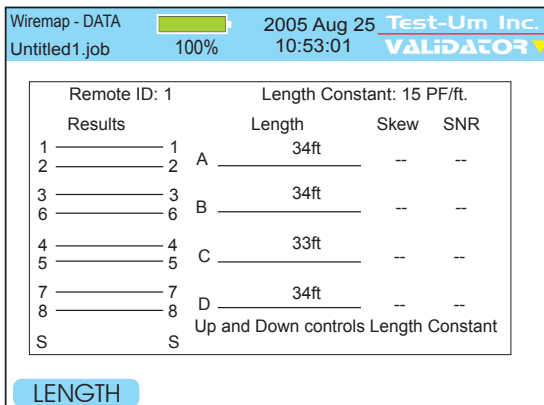 Wiremap - DATA
Untitled1.job
100%
2005 Aug 25
10:53:01
Test-Um Inc.
VALIDATOR
Remote ID: 1 Length Constant: 15 PF/ft.
Results Length Skew SNR
1 1
2 2 A 34ft -- --
3 3
6 6 B 34ft -- --
4 4
5 5 C 33ft -- --
7 7
8 8 D 34ft -- --
Up and Down controls Length Constant
S S
LENGTH